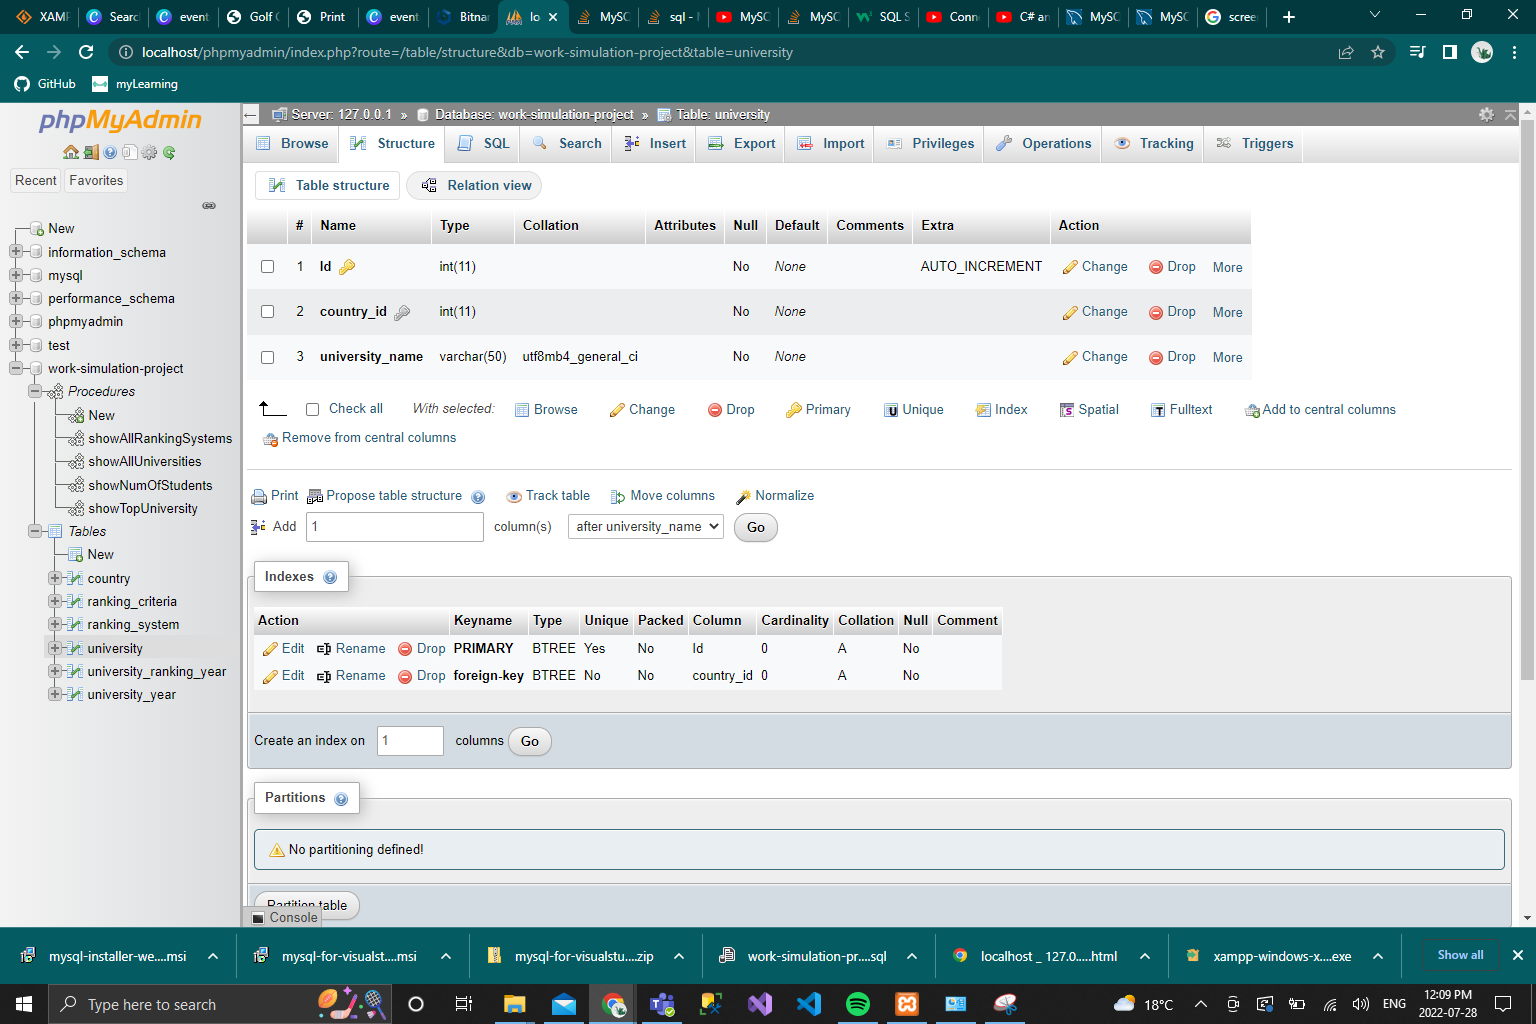 XAMF
Searc
event
Golf C
Print
event
Bitnar
lo
MySC
sql - M
MySC
MySC
SQL S
Conn
C# an
MySC
MySC
scree
localhost/phpmyadmin/index.php?route=/table/structure&db=work-simulation-project&table=university
GitHub myLearning
phpMyAdmin
Recent Favorites
New
information_schema
mysql
performance_schema
phpmyadmin
test
work-simulation-project
Procedures
New
showAllRankingSystems
showAllUniversities
showNumOfStudents
showTopUniversity
Tables
New
country
ranking_criteria
ranking_system
university
university_ranking_year
university_year
Server: 127.0.0.1 » Database: work-simulation-project » Table: university
Browse Structure SQL Search Insert Export Import Privileges Operations Tracking Triggers
Table structure Relation view
# Name Type Collation Attributes Null Default Comments Extra Action
1 Id int(11) No None AUTO_INCREMENT Change Drop More
2 country_id int(11) No None Change Drop More
3 university_name varchar(50) utf8mb4_general_ci No None Change Drop More
Check all With selected: Browse Change Drop Primary Unique Index Spatial Fulltext Add to central columns
Remove from central columns
Print Propose table structure Track table Move columns Normalize
Add 1 column(s) after university_name Go
Indexes
Action Keyname Type Unique Packed Column Cardinality Collation Null Comment
Edit Rename Drop PRIMARY BTREE Yes No Id 0 A No
Edit Rename Drop foreign-key BTREE No No country_id 0 A No
Create an index on 1 columns Go
Partitions
No partitioning defined!
Partition table
Console
mysql-installer-we....msi
mysql-for-visualst....msi
mysql-for-visualstu....zip
work-simulation-pr....sql
localhost _ 127.0.....html
xampp-windows-x....exe
Show all
Type here to search
18°C
ENG
12:09 PM
2022-07-28